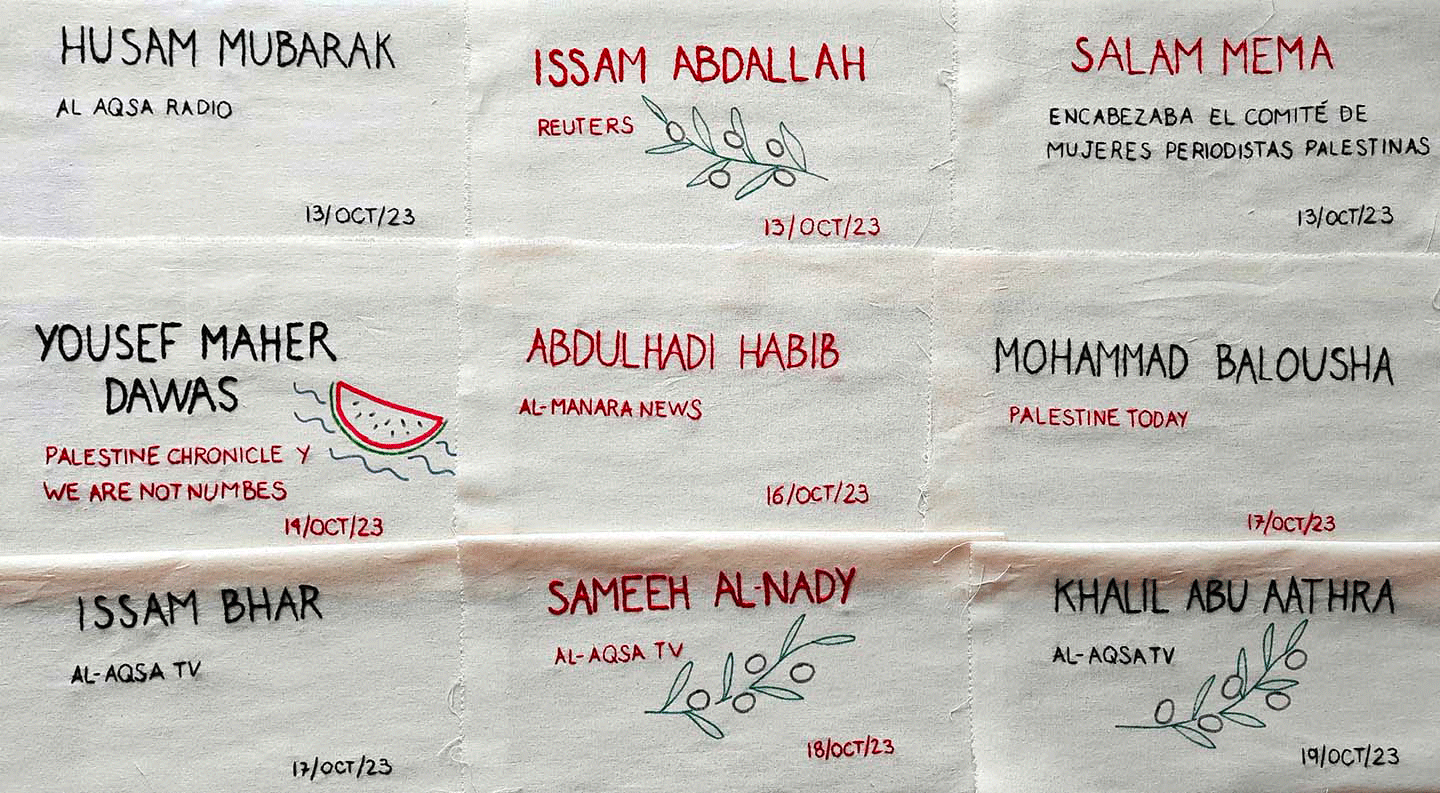 HUSAM MUBARAK
AL AQSA RADIO
13/OCT/23
ISSAM ABDALLAH
REUTERS
13/OCT/23
SALAM MEMA
ENCABEZABA EL COMITÉ DE
MUJERES PERIODISTAS PALESTINAS
13/OCT/23
YOUSEF MAHER
DAWAS
PALESTINE CHRONICLE Y
WE ARE NOT NUMBES
14/OCT/23
ABDULHADI HABIB
AL-MANARA NEWS
16/OCT/23
MOHAMMAD BALOUSHA
PALESTINE TODAY
17/OCT/23
ISSAM BHAR
AL-AQSA TV
17/OCT/23
SAMEEH AL-NADY
AL-AQSA TV
18/OCT/23
KHALIL ABU AATHRA
AL-AQSA TV
19/OCT/23